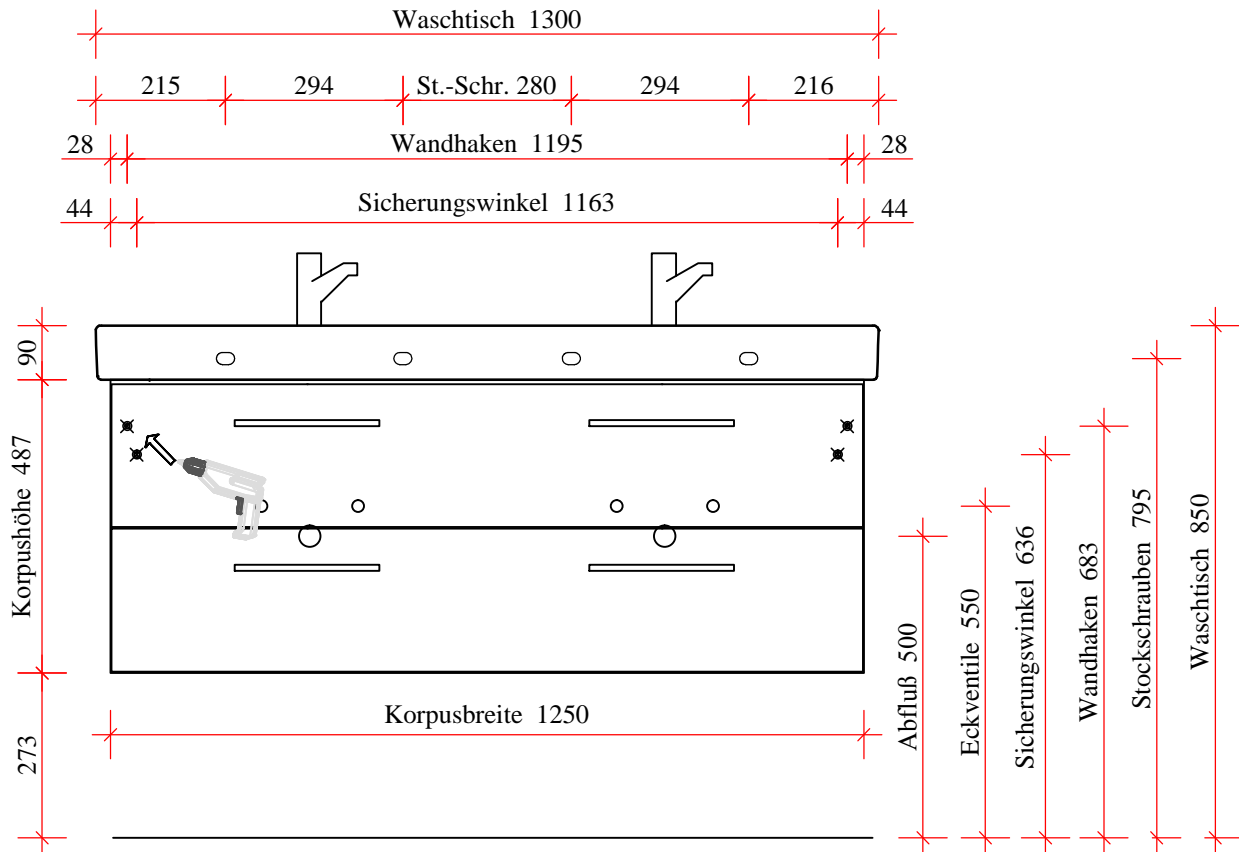 Waschtisch 1300
215 294 St.-Schr. 280 294 216
28 Wandhaken 1195 28
44 Sicherungswinkel 1163 44
90
Korpushöhe 487
273
Korpusbreite 1250
Abfluß 500
Eckventile 550
Sicherungswinkel 636
Wandhaken 683
Stockschrauben 795
Waschtisch 850